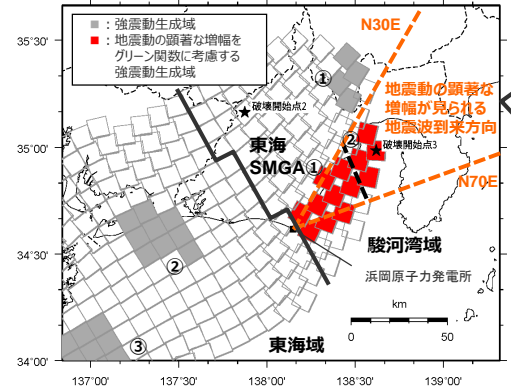 ：強震動生成域
：地震動の顕著な増幅を
グリーン関数に考慮する
強震動生成域
N30E
35°30'
①
地震動の顕著な
増幅が見られる
地震波到来方向
破壊開始点2
②
破壊開始点3
35°00'
東海
SMGA①
N70E
駿河湾域
34°30'
②
浜岡原子力発電所
km
0 50 100
③
東海域
34°00'
137°00' 137°30' 138°00' 138°30' 139°00'